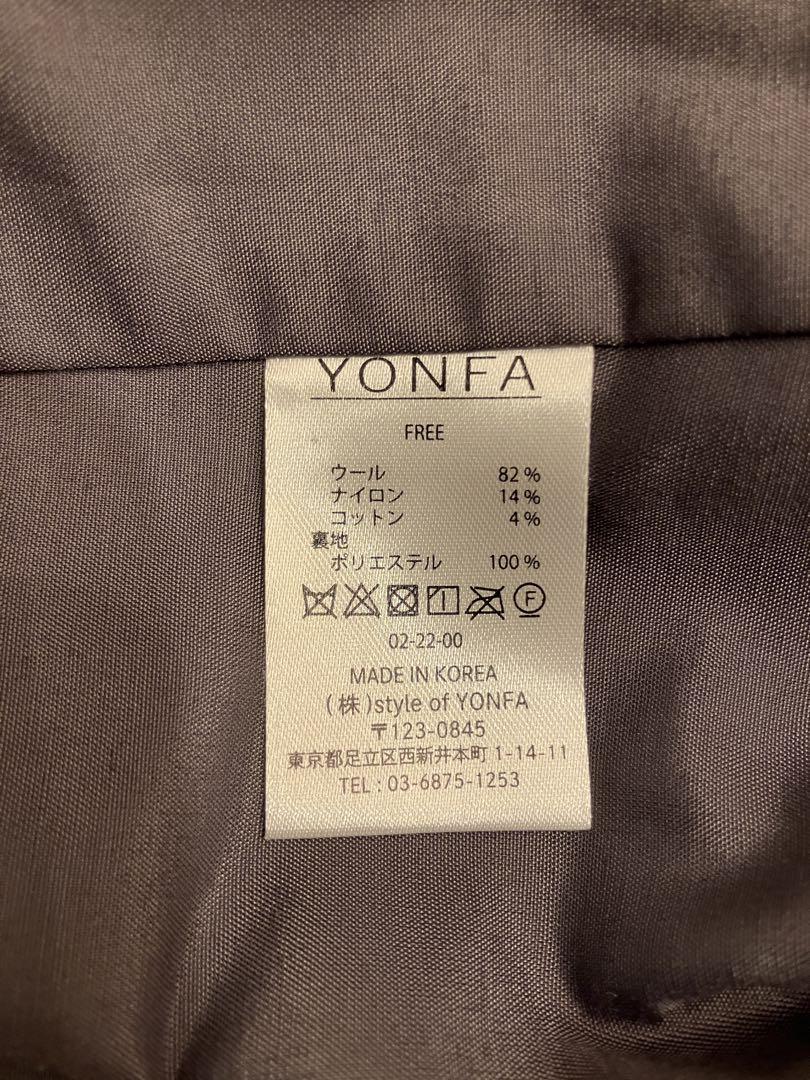 YONFA
FREE
ウール 82 %
ナイロン 14 %
コットン 4 %
裏地
ポリエステル 100 %
F
02-22-00
MADE IN KOREA
(株)style of YONFA
〒123-0845
東京都足立区西新井本町 1-14-11
TEL : 03-6875-1253